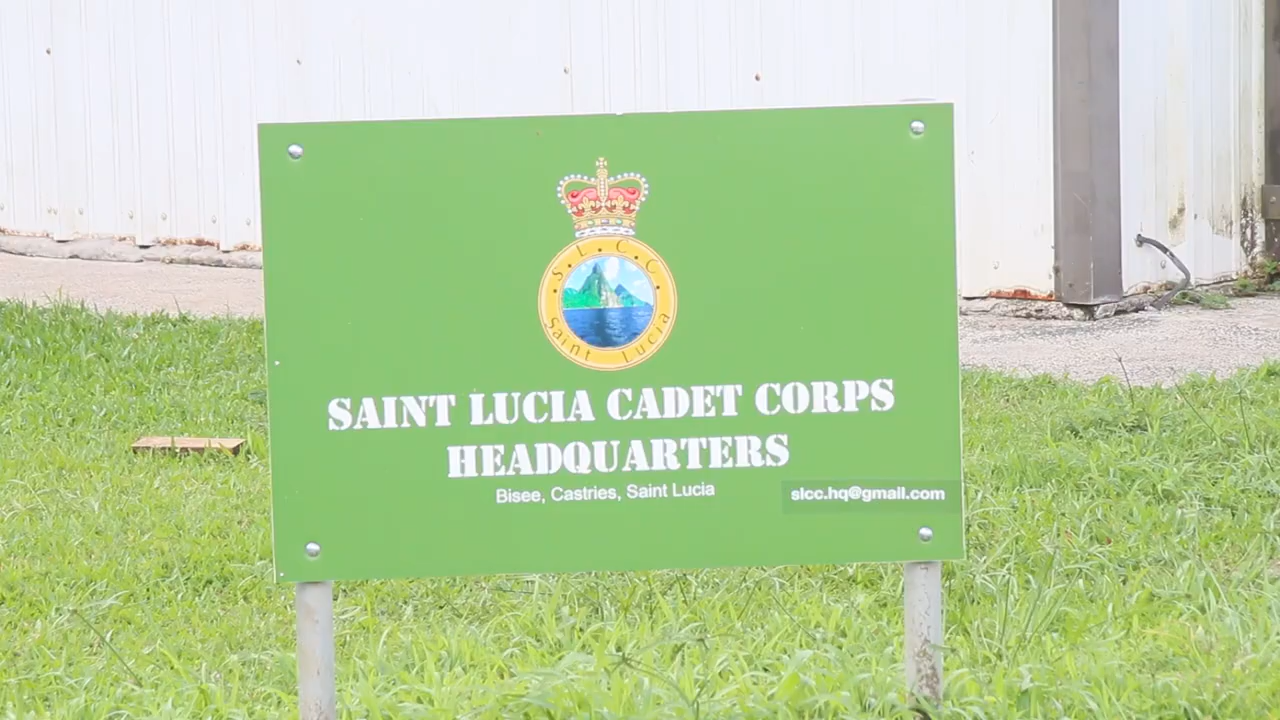 S.L.C.C.
Saint Lucia
SAINT LUCIA CADET CORPS
HEADQUARTERS
Bisee, Castries, Saint Lucia
slcc.hq@gmail.com